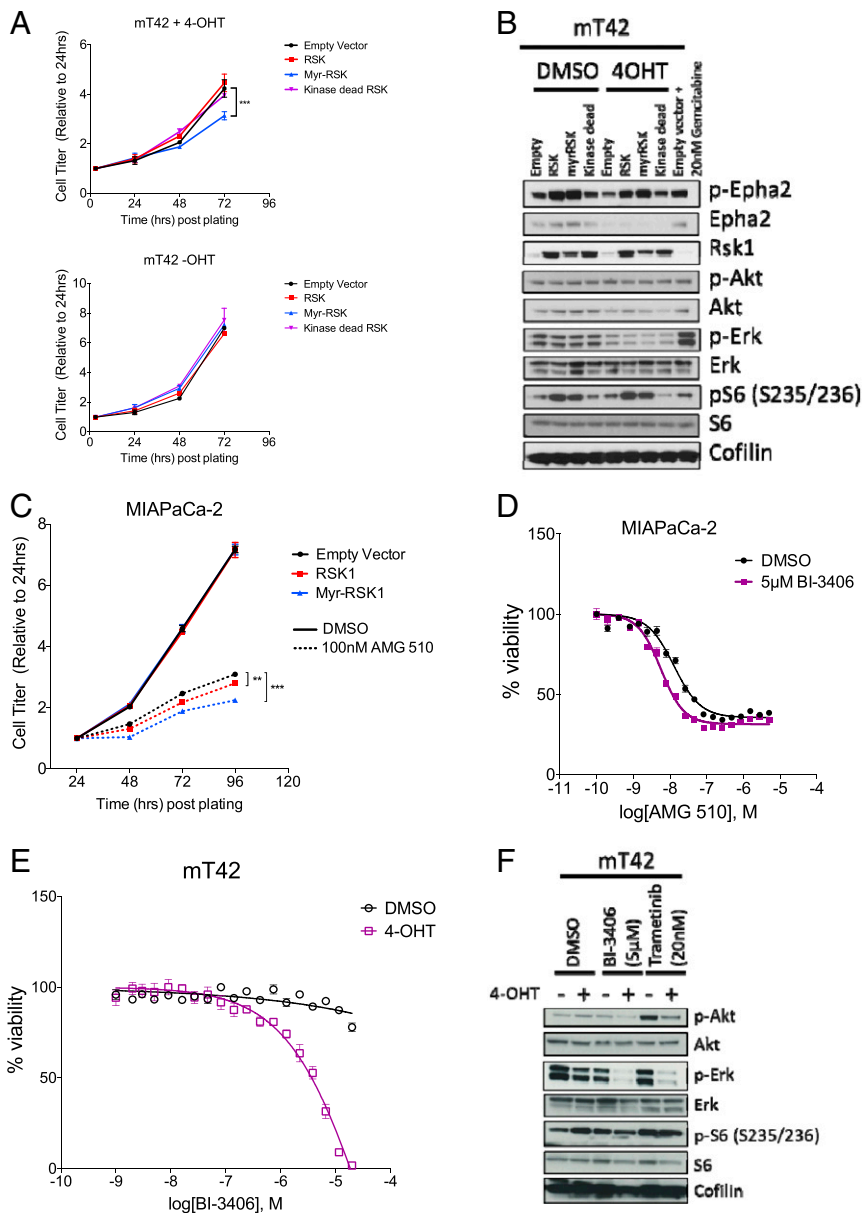 A
mT42 + 4-OHT
Cell Titer (Relative to 24hrs)
6
4
2
0
0 24 48 72 96
Time (hrs) post plating
Empty Vector
RSK
Myr-RSK
Kinase dead RSK
***
mT42 -OHT
Cell Titer (Relative to 24hrs)
10
8
6
4
2
0
0 24 48 72 96
Time (hrs) post plating
Empty Vector
RSK
Myr-RSK
Kinase dead RSK
B
mT42
DMSO 4OHT
Empty
RSK
myrRSK
Kinase dead
Empty
RSK
myrRSK
Kinase dead
Empty vector +
20nM Gemcitabine
p-Epha2
Epha2
Rsk1
p-Akt
Akt
p-Erk
Erk
pS6 (S235/236)
S6
Cofilin
C
MIAPaCa-2
Cell Titer (Relative to 24hrs)
8
6
4
2
0
24 48 72 96 120
Time (hrs) post plating
Empty Vector
RSK1
Myr-RSK1
DMSO
100nM AMG 510
**
***
D
MIAPaCa-2
% viability
150
100
50
0
-11 -10 -9 -8 -7 -6 -5 -4
log[AMG 510], M
DMSO
5µM BI-3406
E
mT42
% viability
150
100
50
0
-10 -9 -8 -7 -6 -5 -4
log[BI-3406], M
DMSO
4-OHT
F
mT42
DMSO
BI-3406
(5µM)
Trametinib
(20nM)
4-OHT - + - + - +
p-Akt
Akt
p-Erk
Erk
p-S6 (S235/236)
S6
Cofilin